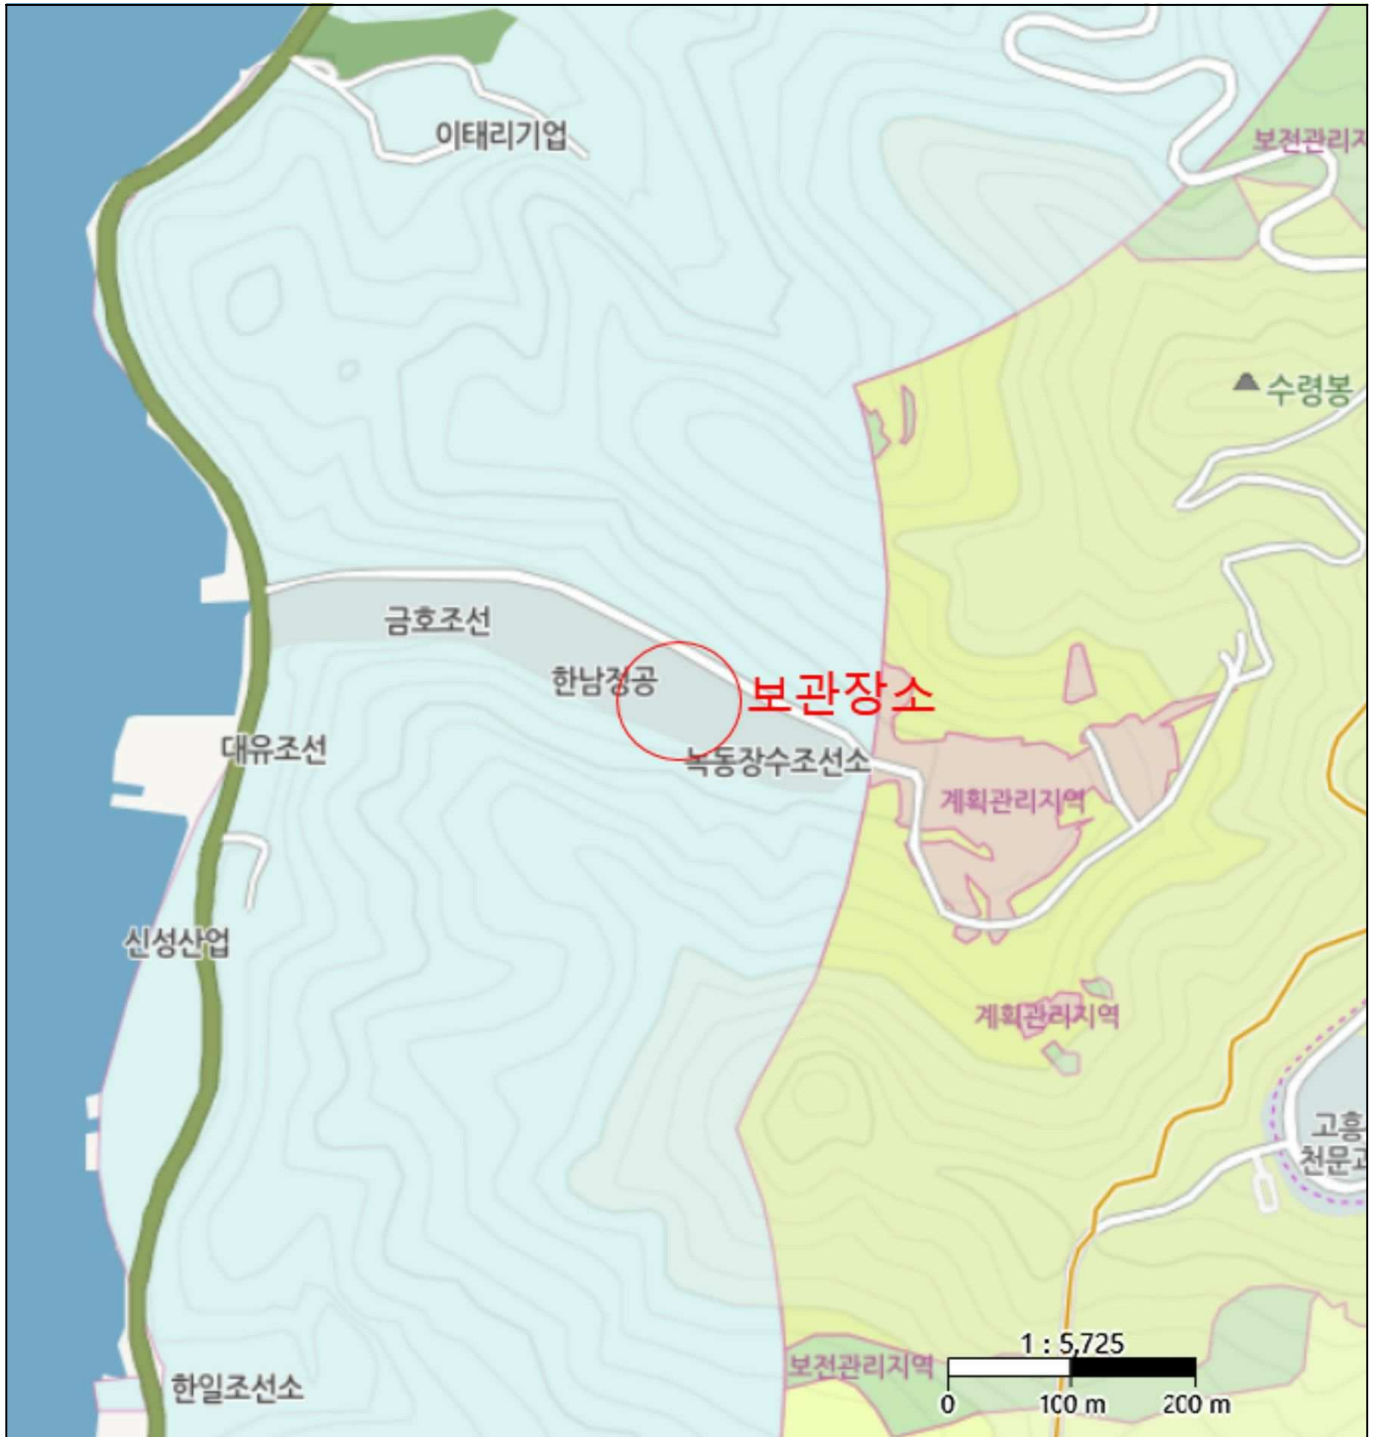 이태리기업
보전관리지
수령봉
금호조선
한남정공
보관장소
대유조선
녹동장수조선소
계획관리지역
신성산업
계획관리지역
고흥
천문과
1 : 5,725
보전관리지역
한일조선소
0 100 m 200 m